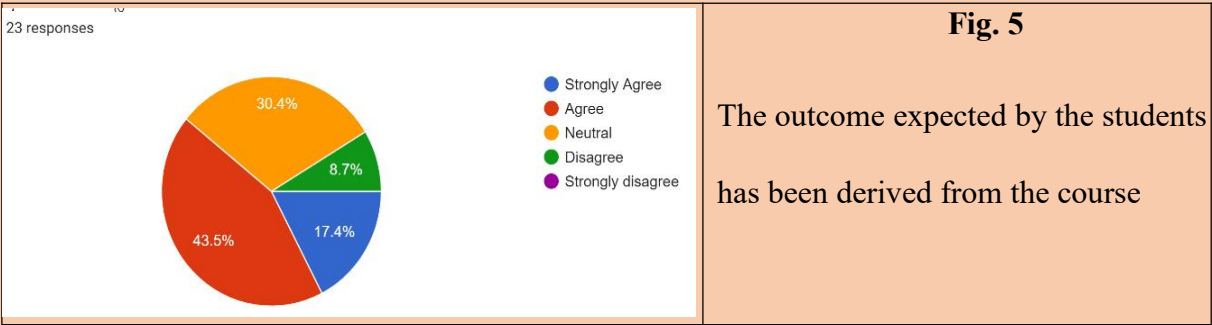 23 responses
30.4%
8.7%
43.5%
17.4%
Strongly Agree
Agree
Neutral
Disagree
Strongly disagree
Fig. 5
The outcome expected by the students
has been derived from the course